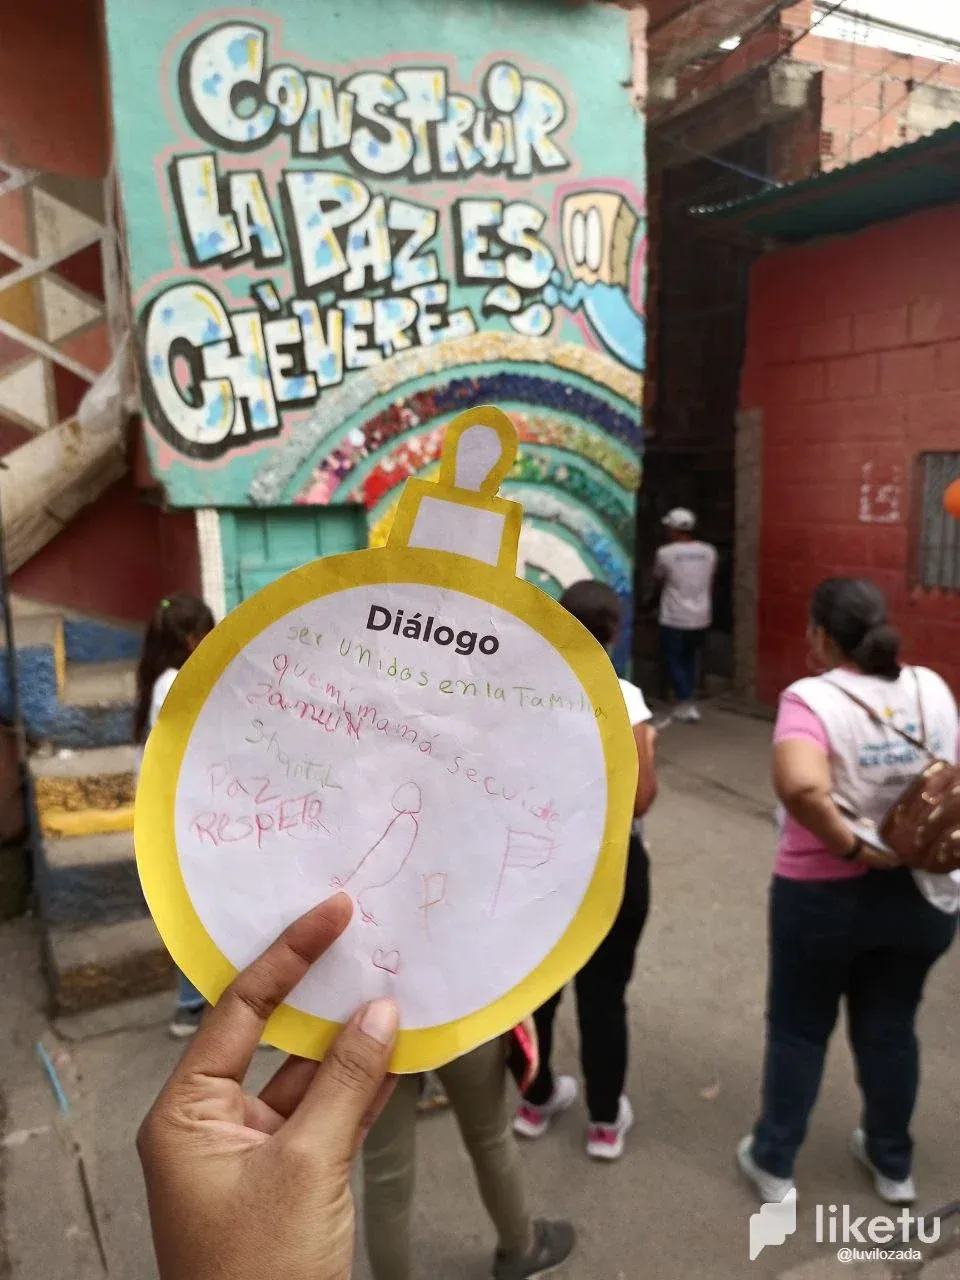 CONSTRUIR
LA PAZ ES
CHÈVERE
Diálogo
ser unidos en la Familia
que mi mamá se cuide
Shantal
Paz
RespETo
liketu
@luvilozada